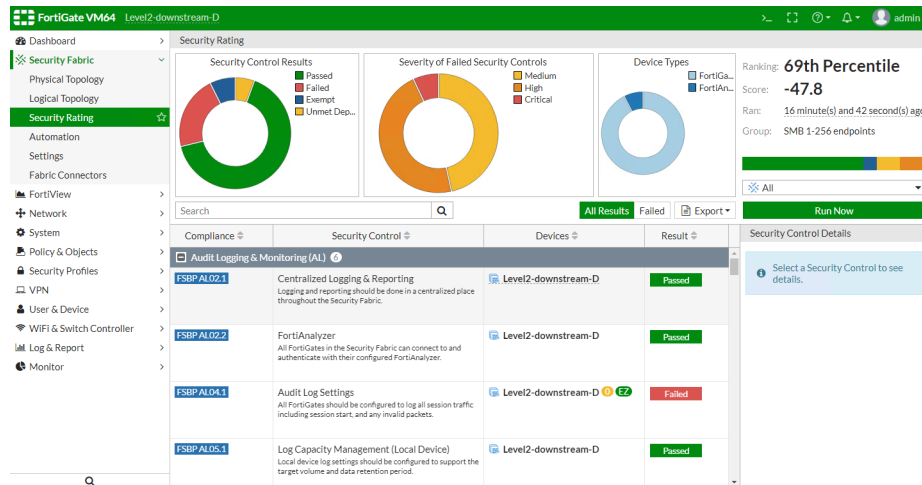 FortiGate VM64 Level2-downstream-D
admin
Dashboard
Security Fabric
Physical Topology
Logical Topology
Security Rating
Automation
Settings
Fabric Connectors
FortiView
Network
System
Policy & Objects
Security Profiles
VPN
User & Device
WiFi & Switch Controller
Log & Report
Monitor
Security Rating
Security Control Results
Passed
Failed
Exempt
Unmet Dep...
Severity of Failed Security Controls
Medium
High
Critical
Device Types
FortiGa...
FortiAn...
Ranking: 69th Percentile
Score: -47.8
Ran: 16 minute(s) and 42 second(s) ago
Group: SMB 1-256 endpoints
All
Run Now
Search
All Results Failed Export
Compliance Security Control Devices Result
Audit Logging & Monitoring (AL) 6
FSBP AL02.1 Centralized Logging & Reporting Level2-downstream-D Passed
Logging and reporting should be done in a centralized place
throughout the Security Fabric.
FSBP AL02.2 FortiAnalyzer Level2-downstream-D Passed
All FortiGates in the Security Fabric can connect to and
authenticate with their configured FortiAnalyzer.
FSBP AL04.1 Audit Log Settings Level2-downstream-D EZ Failed
All FortiGates should be configured to log all session traffic
including session start, and any invalid packets.
FSBP AL05.1 Log Capacity Management (Local Device) Level2-downstream-D Passed
Local device log settings should be configured to support the
target volume and data retention period.
Security Control Details
Select a Security Control to see
details.